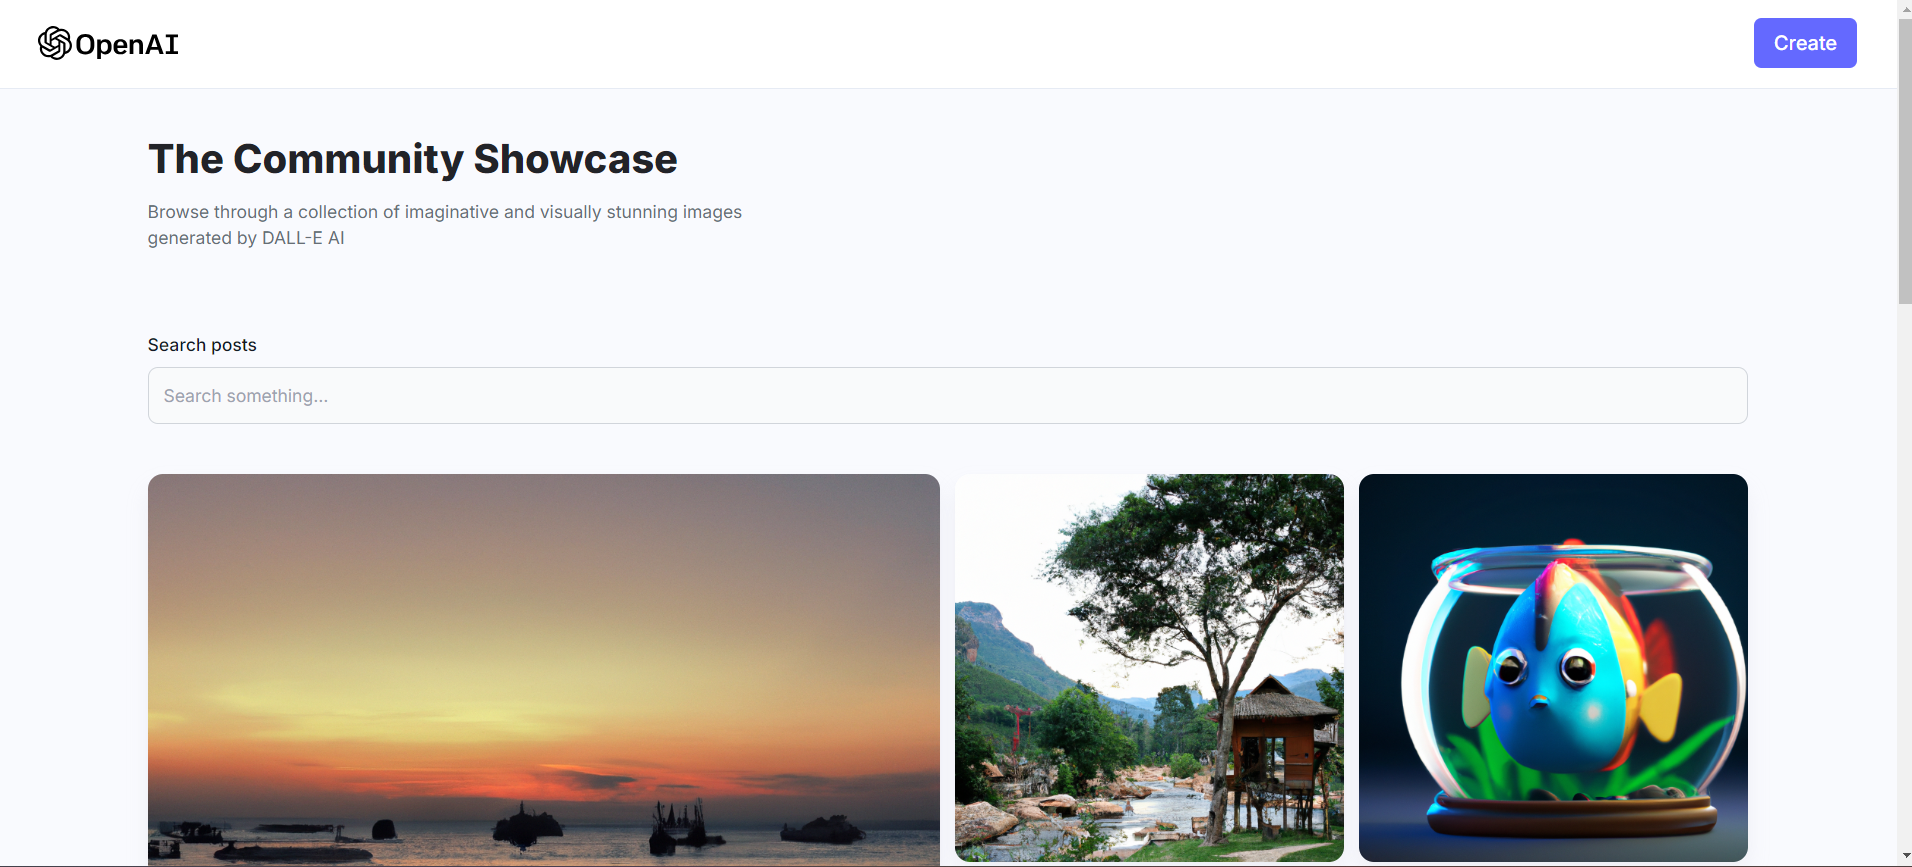 OpenAI
Create
The Community Showcase
Browse through a collection of imaginative and visually stunning images
generated by DALL-E AI
Search posts
Search something...